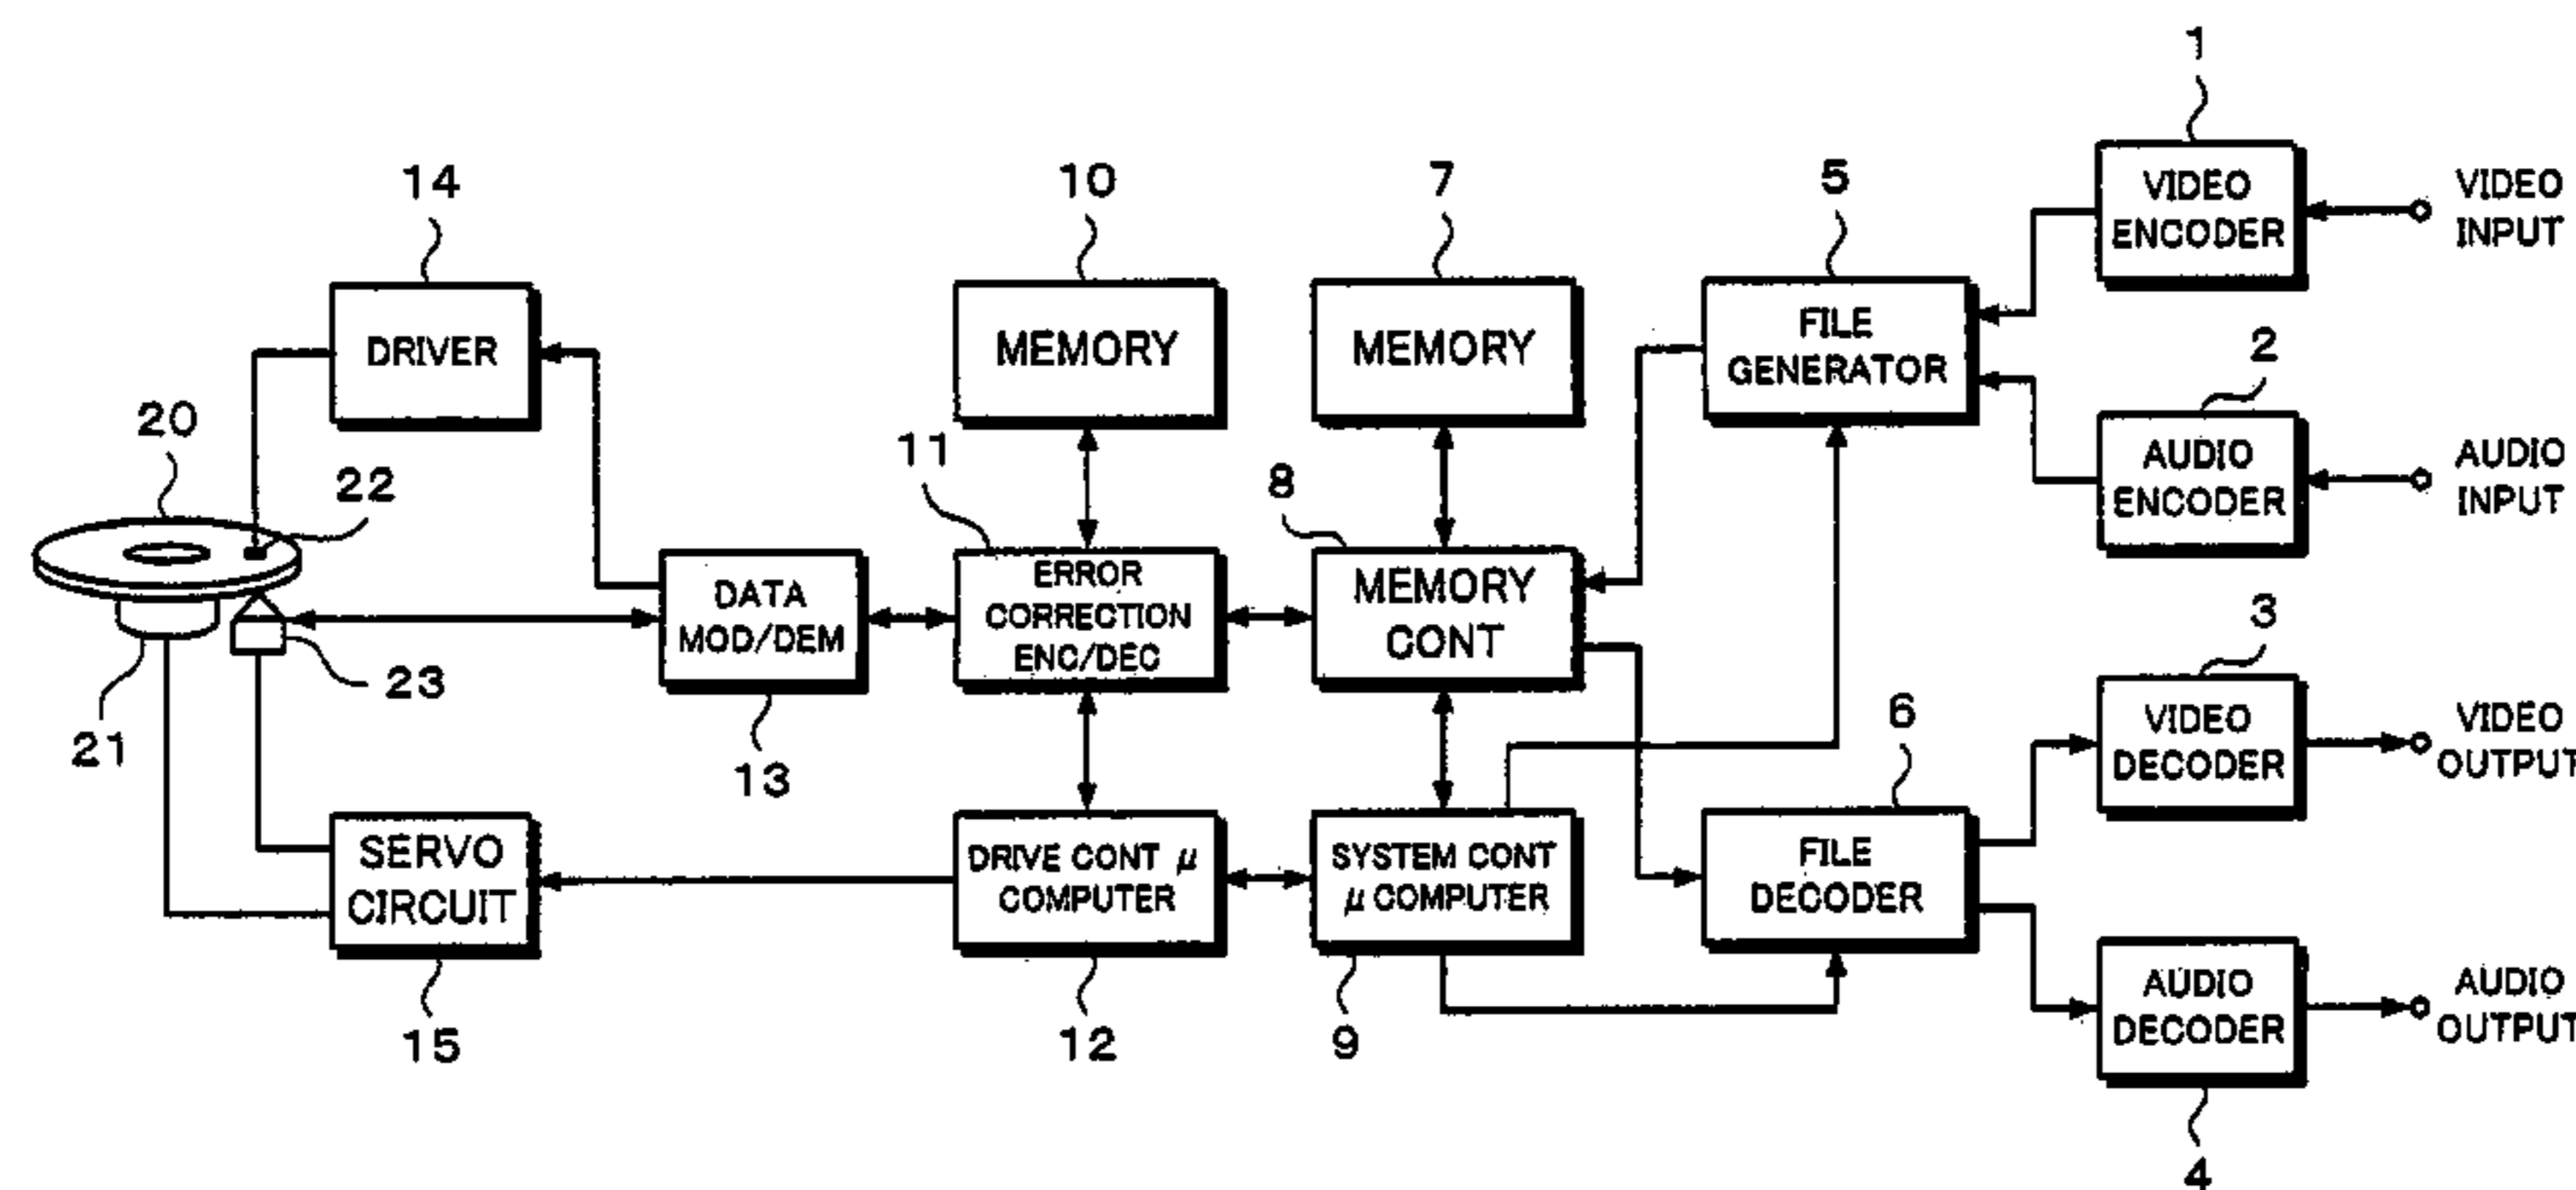 1
VIDEO
ENCODER
VIDEO
INPUT
14
10
7
5
DRIVER
MEMORY
MEMORY
FILE
GENERATOR
2
AUDIO
ENCODER
AUDIO
INPUT
20
22
11
8
DATA
MOD/DEM
ERROR
CORRECTION
ENC/DEC
MEMORY
CONT
21
23
13
6
3
VIDEO
DECODER
VIDEO
OUTPUT
SERVO
CIRCUIT
DRIVE CONT μ
COMPUTER
SYSTEM CONT
μ COMPUTER
FILE
DECODER
15
12
9
AUDIO
DECODER
AUDIO
OUTPUT
4